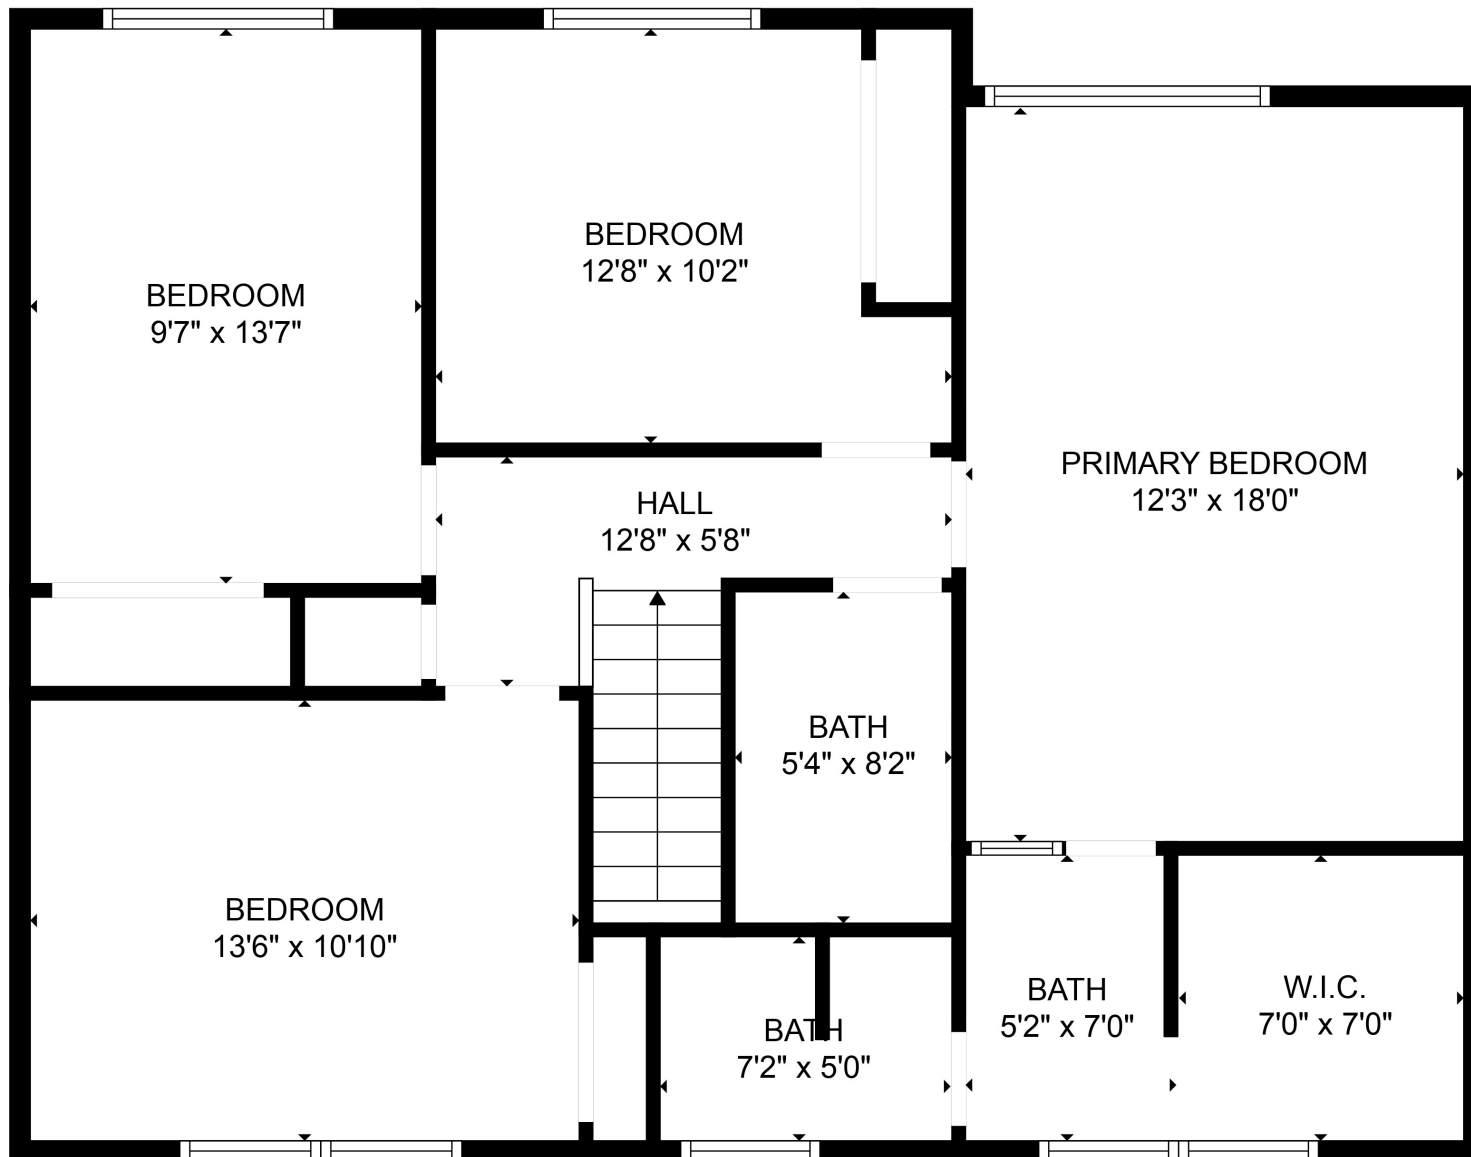 BEDROOM
12'8" x 10'2"
BEDROOM
9'7" x 13'7"
PRIMARY BEDROOM
12'3" x 18'0"
HALL
12'8" x 5'8"
BATH
5'4" x 8'2"
BEDROOM
13'6" x 10'10"
BATH
7'2" x 5'0"
BATH
5'2" x 7'0"
W.I.C.
7'0" x 7'0"